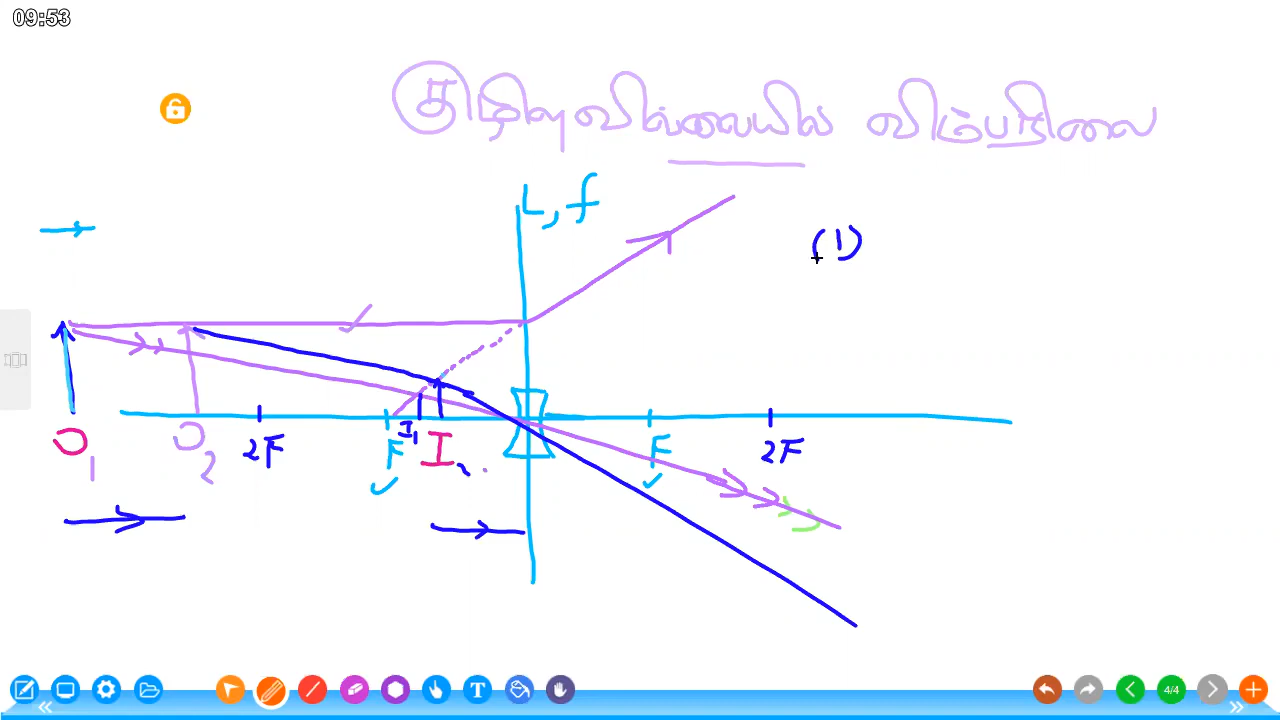 09:53
குழிவுவில்லையில் விம்பநிலை
L, f
(1)
O1 O2 2F F I1 I2 F 2F
T
4/4